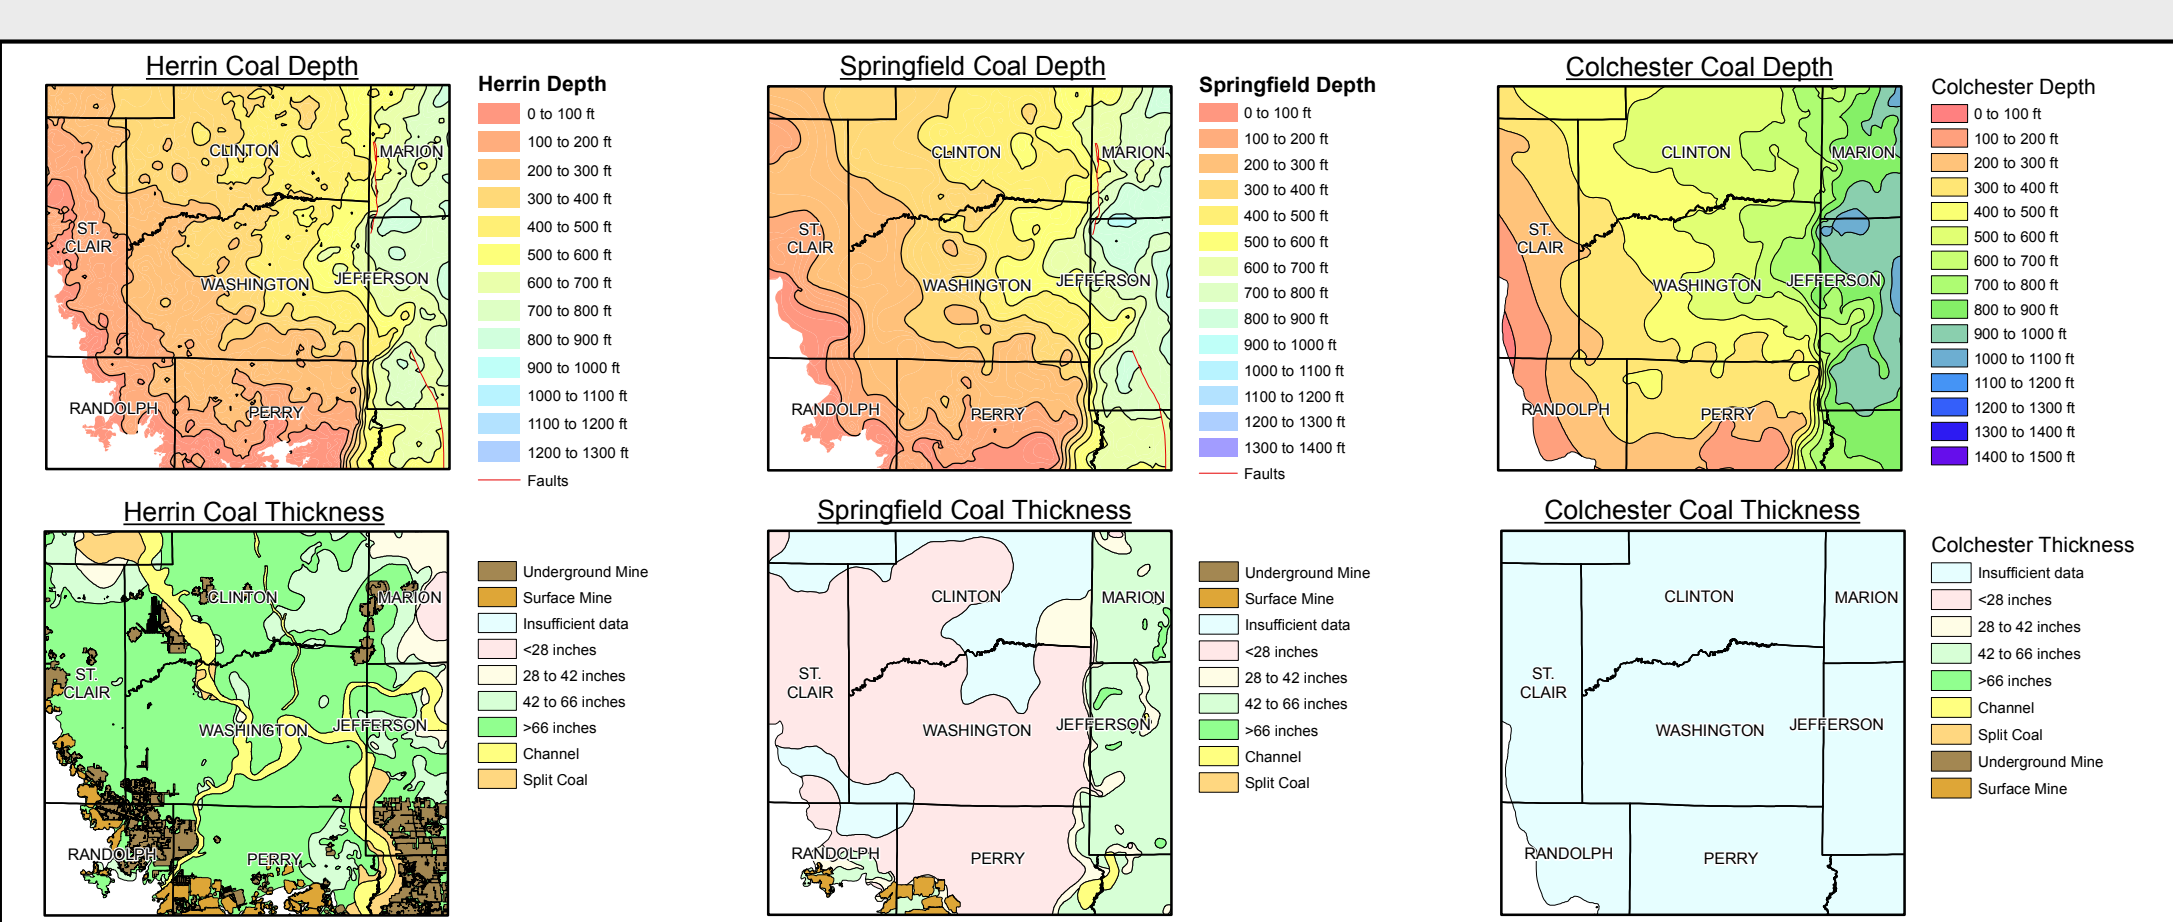 Herrin Coal Depth
CLINTON
MARION
ST.
CLAIR
WASHINGTON
JEFFERSON
RANDOLPH
PERRY
Herrin Depth
0 to 100 ft
100 to 200 ft
200 to 300 ft
300 to 400 ft
400 to 500 ft
500 to 600 ft
600 to 700 ft
700 to 800 ft
800 to 900 ft
900 to 1000 ft
1000 to 1100 ft
1100 to 1200 ft
1200 to 1300 ft
Faults
Springfield Coal Depth
CLINTON
MARION
ST.
CLAIR
WASHINGTON
JEFFERSON
RANDOLPH
PERRY
Springfield Depth
0 to 100 ft
100 to 200 ft
200 to 300 ft
300 to 400 ft
400 to 500 ft
500 to 600 ft
600 to 700 ft
700 to 800 ft
800 to 900 ft
900 to 1000 ft
1000 to 1100 ft
1100 to 1200 ft
1200 to 1300 ft
1300 to 1400 ft
Faults
Colchester Coal Depth
CLINTON
MARION
ST.
CLAIR
WASHINGTON
JEFFERSON
RANDOLPH
PERRY
Colchester Depth
0 to 100 ft
100 to 200 ft
200 to 300 ft
300 to 400 ft
400 to 500 ft
500 to 600 ft
600 to 700 ft
700 to 800 ft
800 to 900 ft
900 to 1000 ft
1000 to 1100 ft
1100 to 1200 ft
1200 to 1300 ft
1300 to 1400 ft
1400 to 1500 ft
Herrin Coal Thickness
CLINTON
MARION
ST.
CLAIR
WASHINGTON
JEFFERSON
RANDOLPH
PERRY
Underground Mine
Surface Mine
Insufficient data
<28 inches
28 to 42 inches
42 to 66 inches
>66 inches
Channel
Split Coal
Springfield Coal Thickness
CLINTON
MARION
ST.
CLAIR
WASHINGTON
JEFFERSON
RANDOLPH
PERRY
Underground Mine
Surface Mine
Insufficient data
<28 inches
28 to 42 inches
42 to 66 inches
>66 inches
Channel
Split Coal
Colchester Coal Thickness
CLINTON
MARION
ST.
CLAIR
WASHINGTON
JEFFERSON
RANDOLPH
PERRY
Colchester Thickness
Insufficient data
<28 inches
28 to 42 inches
42 to 66 inches
>66 inches
Channel
Split Coal
Underground Mine
Surface Mine